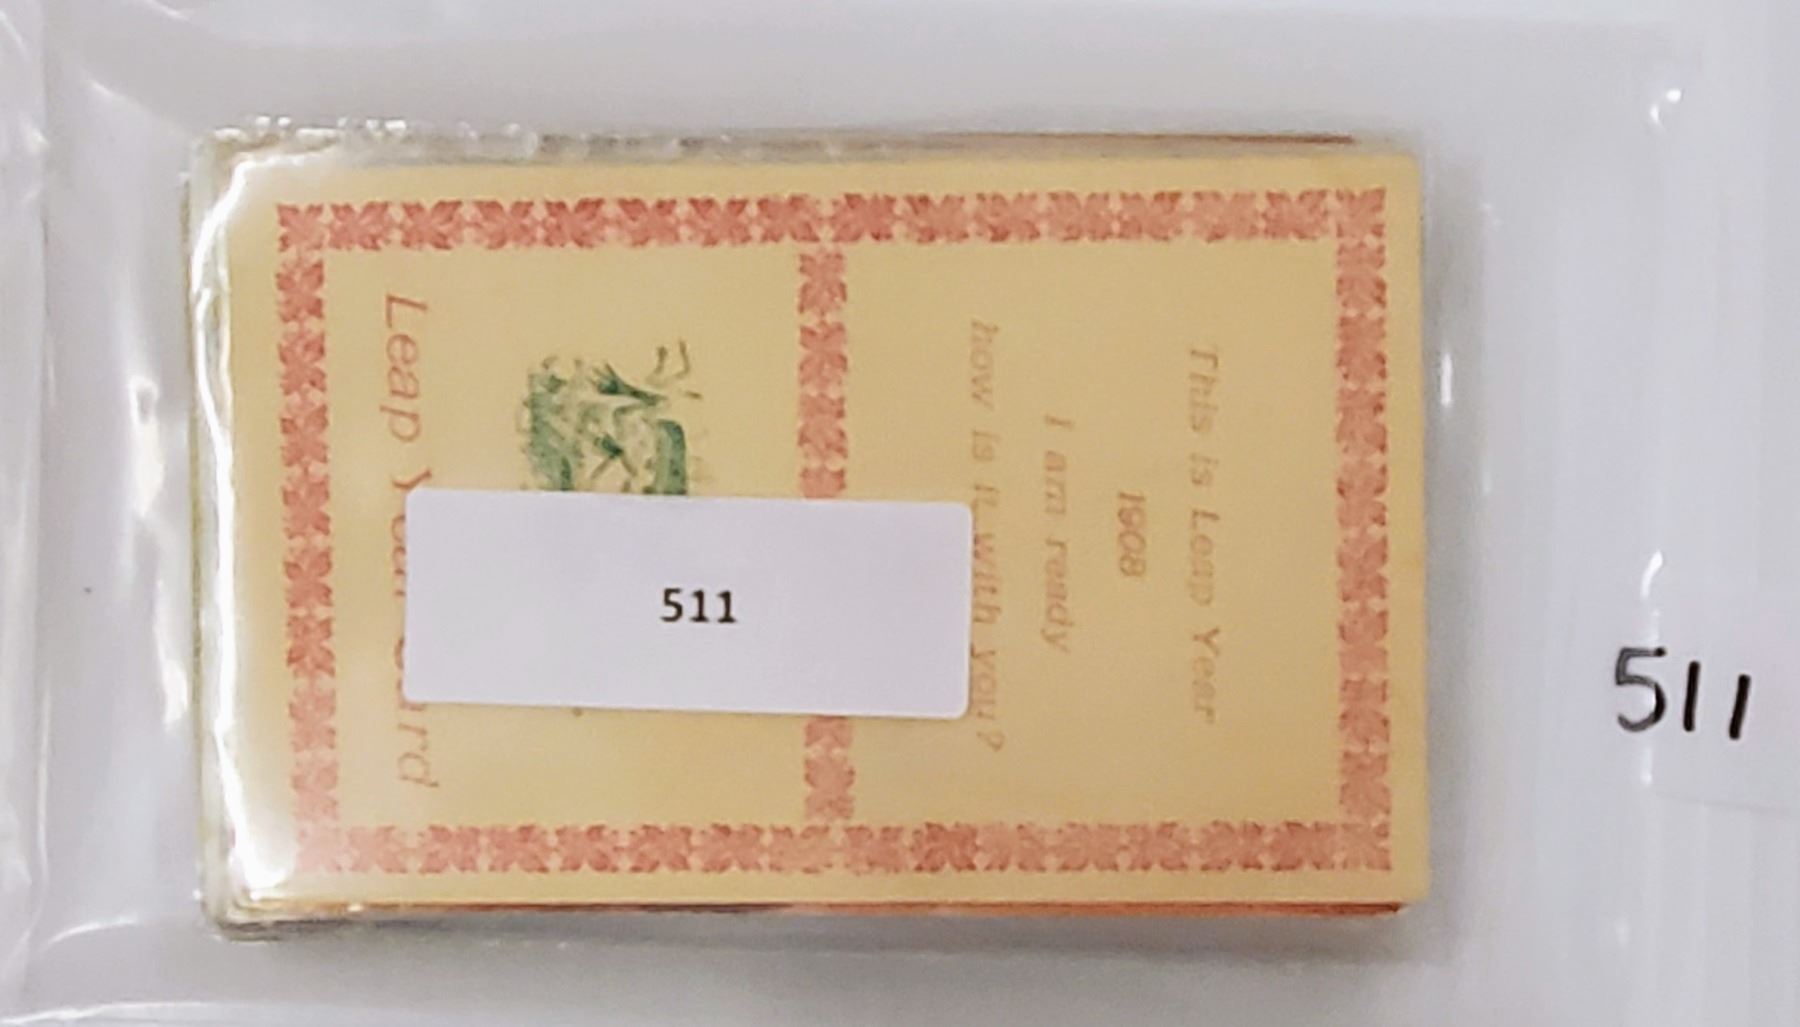 This is Leap Year
1908
I am ready
how is it with you?
Leap Year Card
511
511